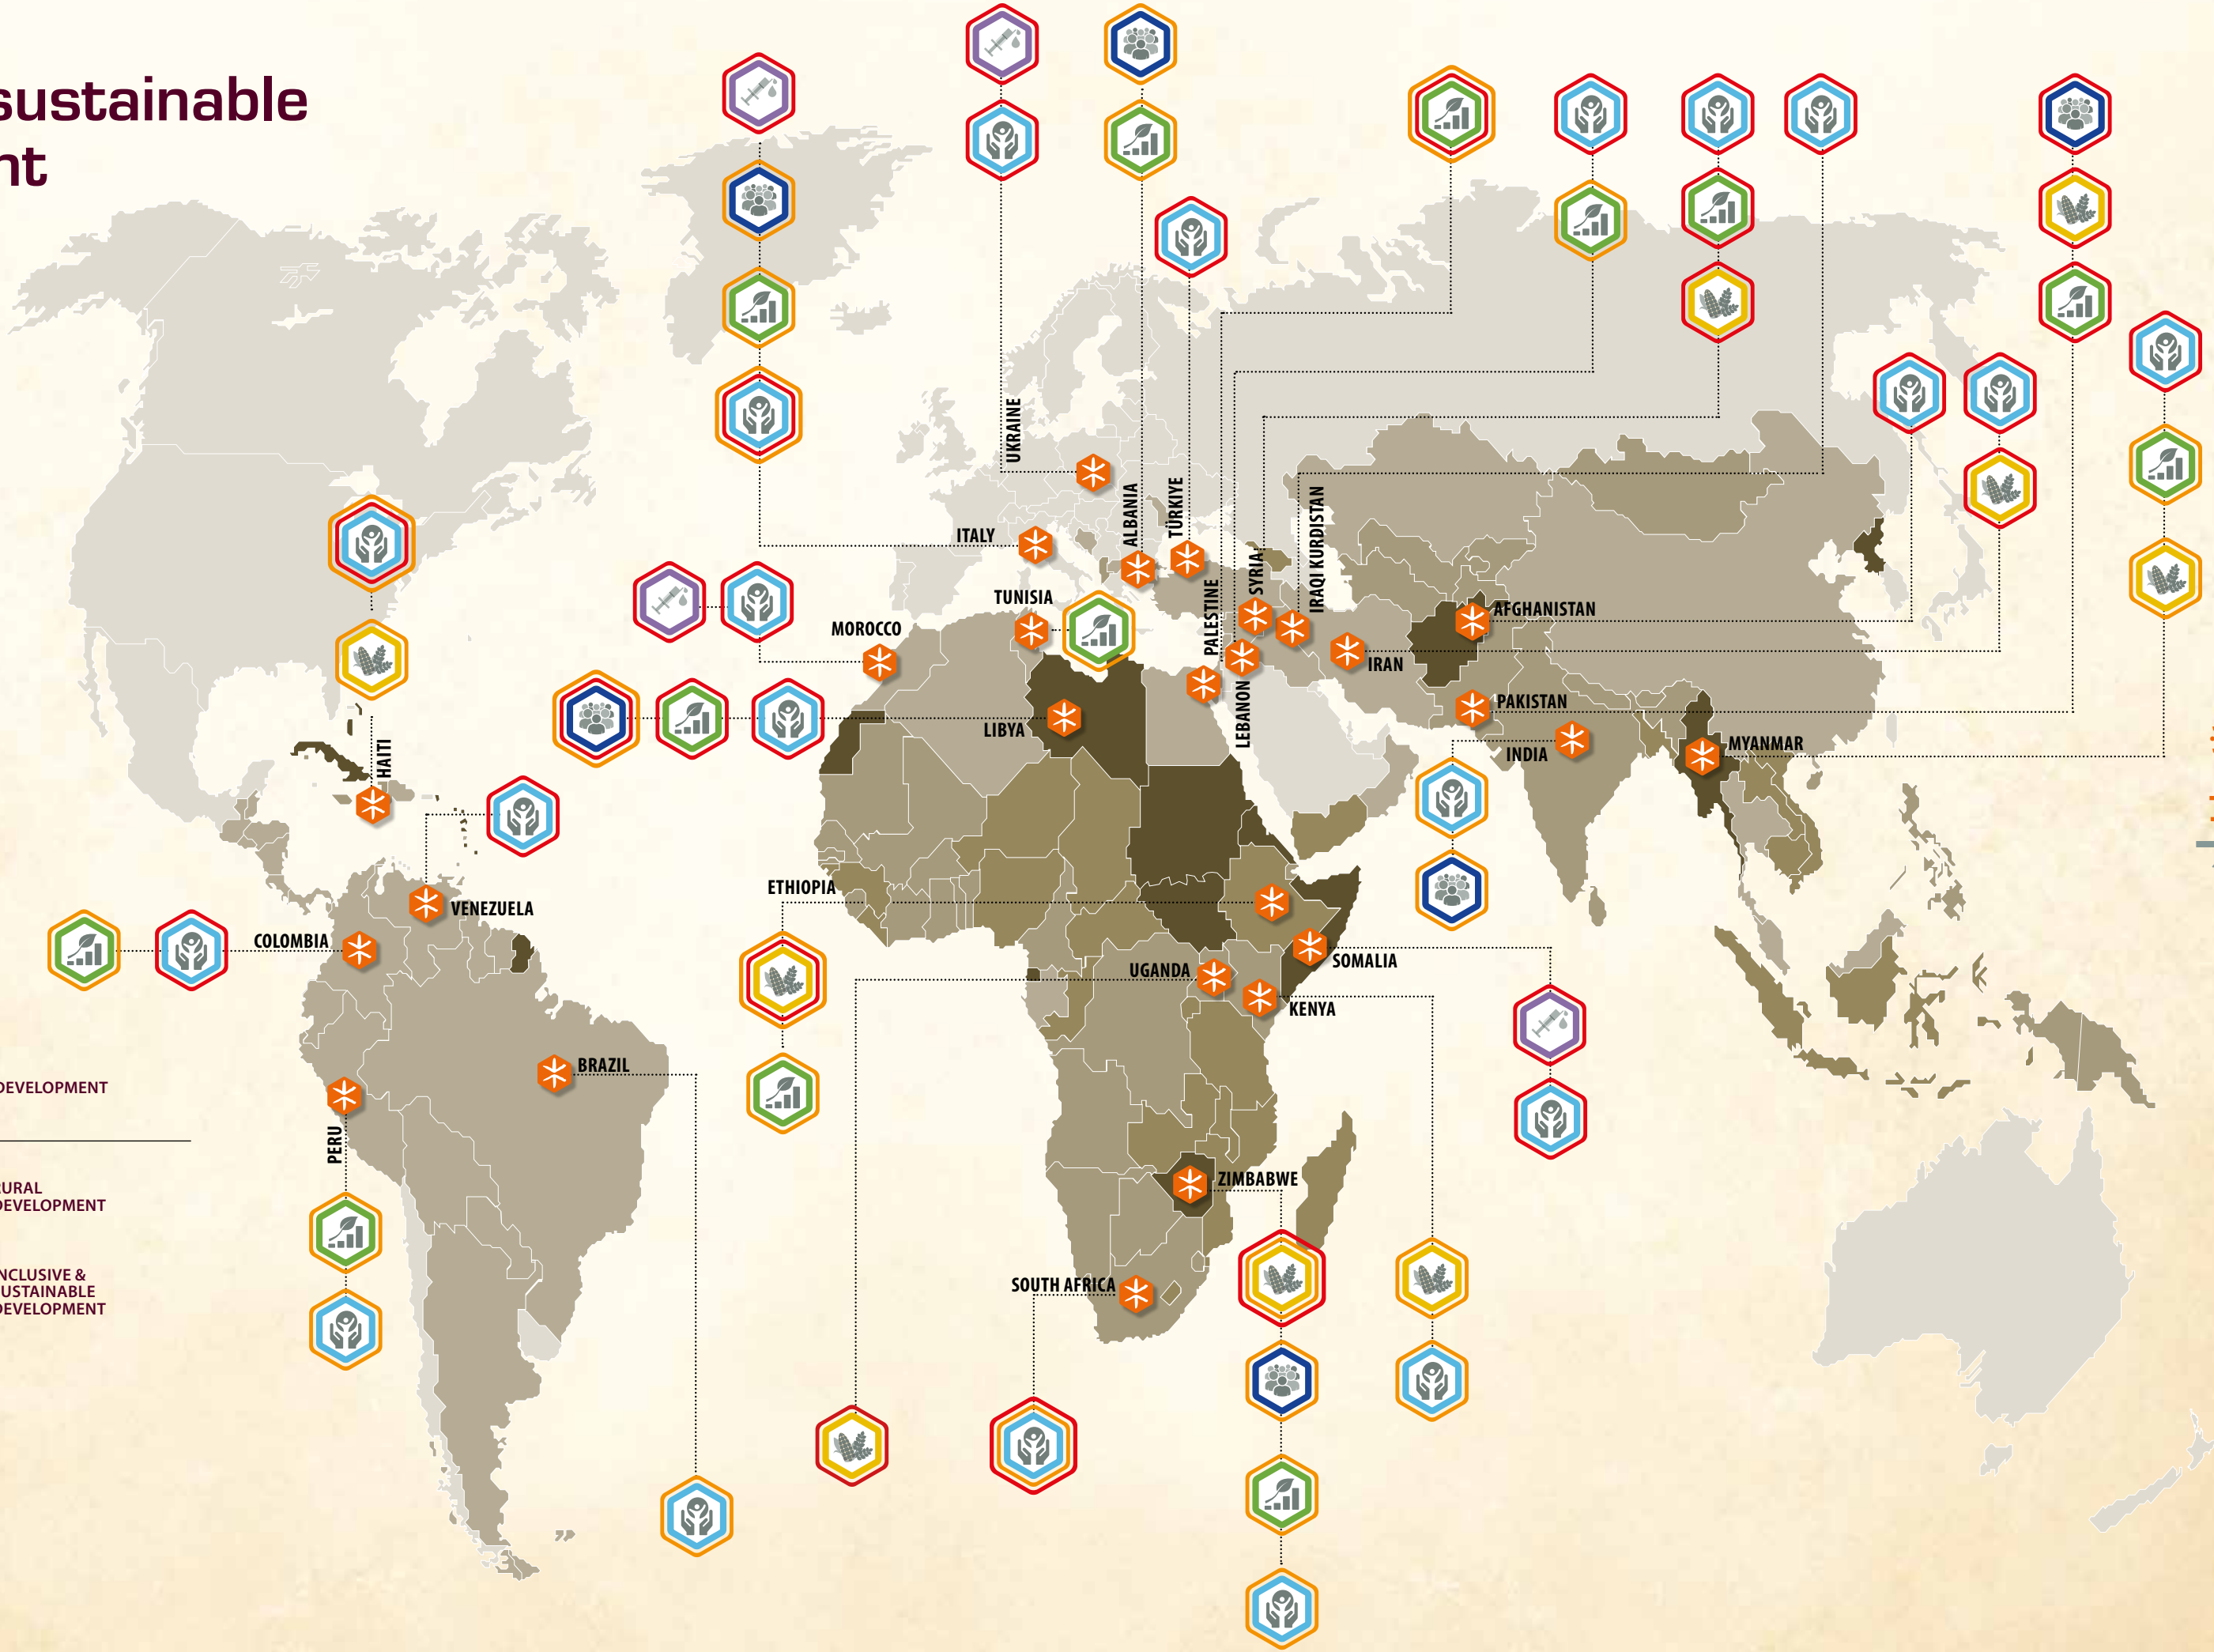 sustainable
nt
UKRAINE
ITALY
ALBANIA
TÜRKIYE
TUNISIA
MOROCCO
PALESTINE
SYRIA
IRAQI KURDISTAN
AFGHANISTAN
IRAN
LEBANON
LIBYA
PAKISTAN
INDIA
MYANMAR
HAITI
VENEZUELA
COLOMBIA
ETHIOPIA
SOMALIA
UGANDA
KENYA
BRAZIL
PERU
ZIMBABWE
SOUTH AFRICA
DEVELOPMENT
URAL
DEVELOPMENT
NCLUSIVE &
USTAINABLE
DEVELOPMENT